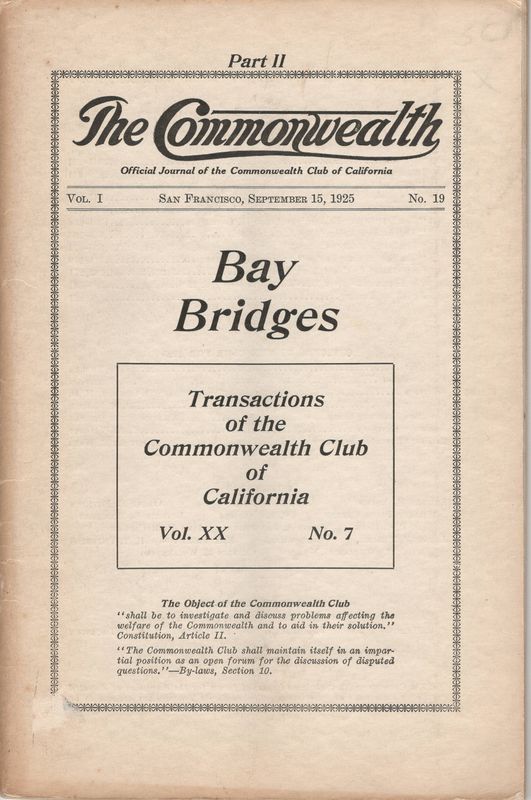 Part II
The Commonwealth
Official Journal of the Commonwealth Club of California
VOL. I SAN FRANCISCO, SEPTEMBER 15, 1925 No. 19
Bay
Bridges
Transactions
of the
Commonwealth Club
of
California
Vol. XX No. 7
The Object of the Commonwealth Club
"shall be to investigate and discuss problems affecting the
welfare of the Commonwealth and to aid in their solution."
Constitution, Article II.
"The Commonwealth Club shall maintain itself in an impar-
tial position as an open forum for the discussion of disputed
questions."—By-laws, Section 10.